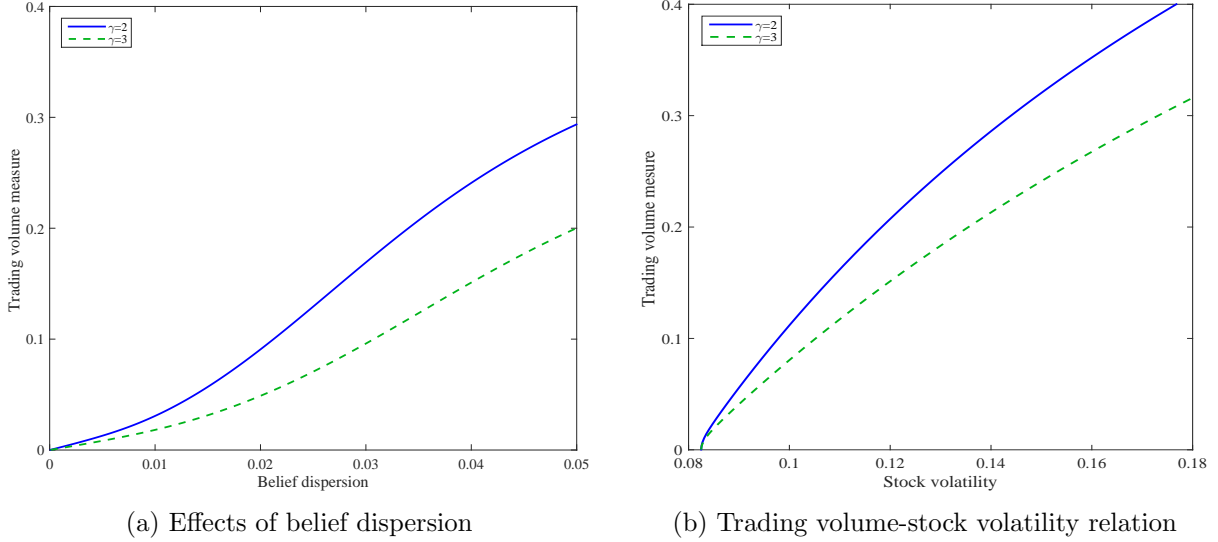 γ=2
γ=3
0.4
0.3
0.2
0.1
0
Trading volume measure
0 0.01 0.02 0.03 0.04 0.05
Belief dispersion
(a) Effects of belief dispersion
γ=2
γ=3
0.4
0.3
0.2
0.1
0
Trading volume mesure
0.08 0.1 0.12 0.14 0.16 0.18
Stock volatility
(b) Trading volume-stock volatility relation